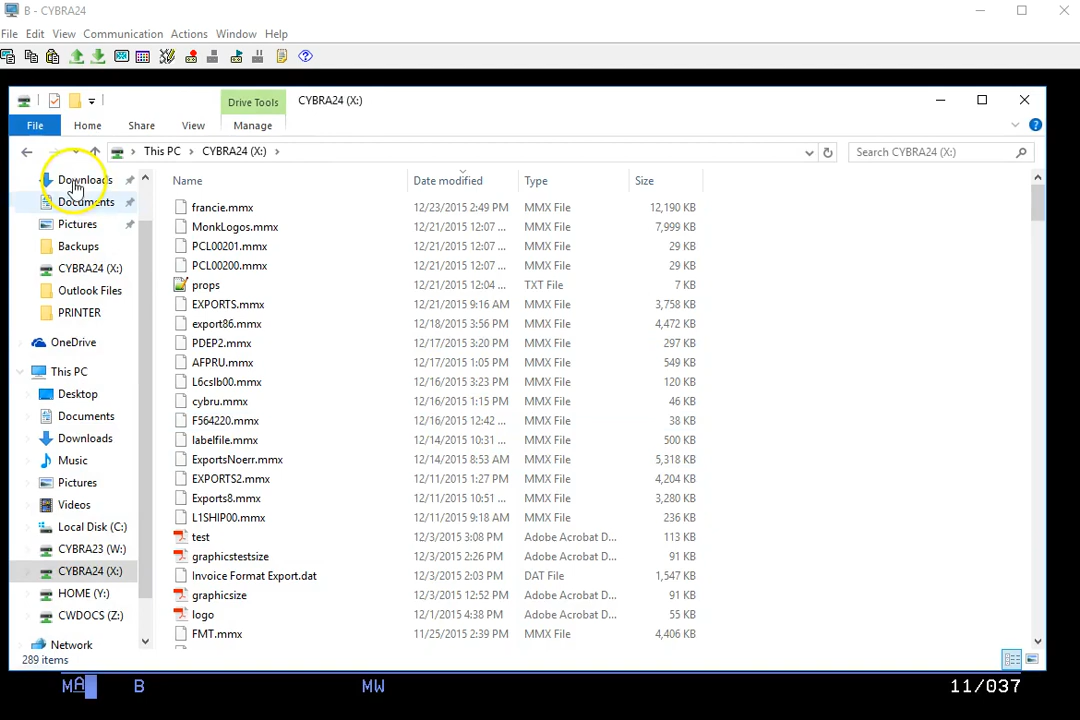 B - CYBRA24
File Edit View Communication Actions Window Help
Drive Tools CYBRA24 (X:)
File Home Share View Manage
This PC CYBRA24 (X:) Search CYBRA24 (X:)
Downloads
Documents
Pictures
Backups
CYBRA24 (X:)
Outlook Files
PRINTER
OneDrive
This PC
Desktop
Documents
Downloads
Music
Pictures
Videos
Local Disk (C:)
CYBRA23 (W:)
CYBRA24 (X:)
HOME (Y:)
CWDOCS (Z:)
Network
Name Date modified Type Size
francie.mmx 12/23/2015 2:49 PM MMX File 12,190 KB
MonkLogos.mmx 12/21/2015 12:07 ... MMX File 7,999 KB
PCL00201.mmx 12/21/2015 12:07 ... MMX File 29 KB
PCL00200.mmx 12/21/2015 12:07 ... MMX File 29 KB
props 12/21/2015 12:04 ... TXT File 7 KB
EXPORTS.mmx 12/21/2015 9:16 AM MMX File 3,758 KB
export86.mmx 12/18/2015 3:56 PM MMX File 4,472 KB
PDEP2.mmx 12/17/2015 3:20 PM MMX File 297 KB
AFPRU.mmx 12/17/2015 1:05 PM MMX File 549 KB
L6cslb00.mmx 12/16/2015 3:23 PM MMX File 120 KB
cybru.mmx 12/16/2015 1:15 PM MMX File 46 KB
F564220.mmx 12/16/2015 12:42 ... MMX File 38 KB
labelfile.mmx 12/14/2015 10:31 ... MMX File 500 KB
ExportsNoerr.mmx 12/14/2015 8:53 AM MMX File 5,318 KB
EXPORTS2.mmx 12/11/2015 1:27 PM MMX File 4,204 KB
Exports8.mmx 12/11/2015 10:51 ... MMX File 3,280 KB
L1SHIP00.mmx 12/11/2015 9:18 AM MMX File 236 KB
test 12/3/2015 3:08 PM Adobe Acrobat D... 113 KB
graphicstestsize 12/3/2015 2:26 PM Adobe Acrobat D... 91 KB
Invoice Format Export.dat 12/3/2015 2:03 PM DAT File 1,547 KB
graphicsize 12/3/2015 12:52 PM Adobe Acrobat D... 91 KB
logo 12/1/2015 4:38 PM Adobe Acrobat D... 55 KB
FMT.mmx 11/25/2015 2:39 PM MMX File 4,406 KB
289 items
MA B MW 11/037